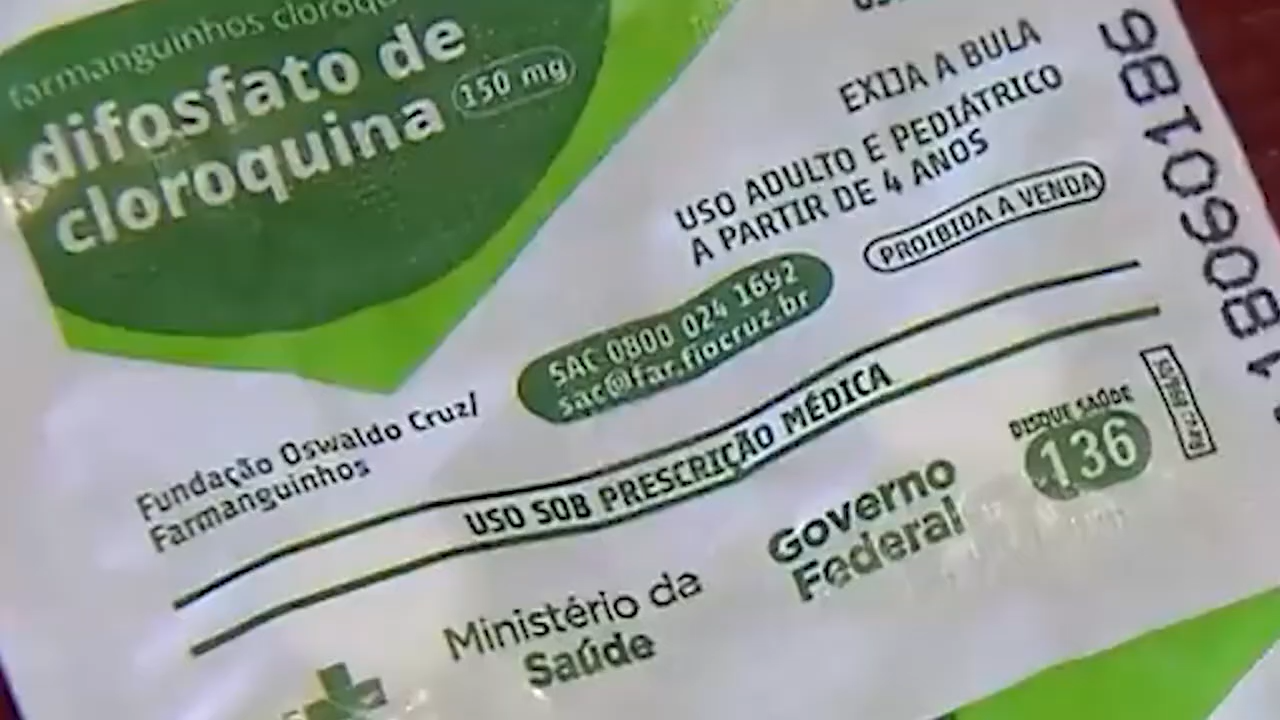 farmanguinhos
difosfato de
cloroquina 150 mg
EXIJA A BULA
USO ADULTO E PEDIÁTRICO
A PARTIR DE 4 ANOS
PROIBIDA A VENDA
SAC 0800 024 1692
sac@far.fiocruz.br
Fundação Oswaldo Cruz/
Farmanguinhos
USO SOB PRESCRIÇÃO MÉDICA
DISQUE SAÚDE
136
Ministério da
Saúde
Governo
Federal